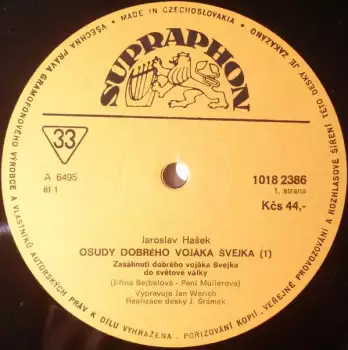 MADE IN CZECHOSLOVAKIA
VŠECHNA PRÁVA GRAMOFONOVÉHO VÝROBCE A VLASTNÍKŮ AUTORSKÝCH PRÁV K DÍLU VYHRAŽENA. POŘIZOVÁNÍ KOPIÍ, VEŘEJNÉ PROVOZOVÁNÍ A ROZHLASOVÉ ŠÍŘENÍ TÉTO DESKY JE ZAKÁZÁNO
SUPRAPHON
33
A 6495
81 1
1018 2386
1. strana
Kčs 44,-
Jaroslav Hašek
OSUDY DOBRÉHO VOJÁKA ŠVEJKA (1)
Zasáhnutí dobrého vojáka Švejka
do světové války
(Jiřina Šejbalová - Paní Müllerová)
Vypravuje Jan Werich
Realizace desky J. Šrámek